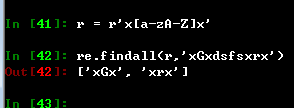 In [41]: r = r'x[a-zA-Z]x'
In [42]: re.findall(r,'xGxdsfsxrx')
Out[42]: ['xGx', 'xrx']
In [43]: